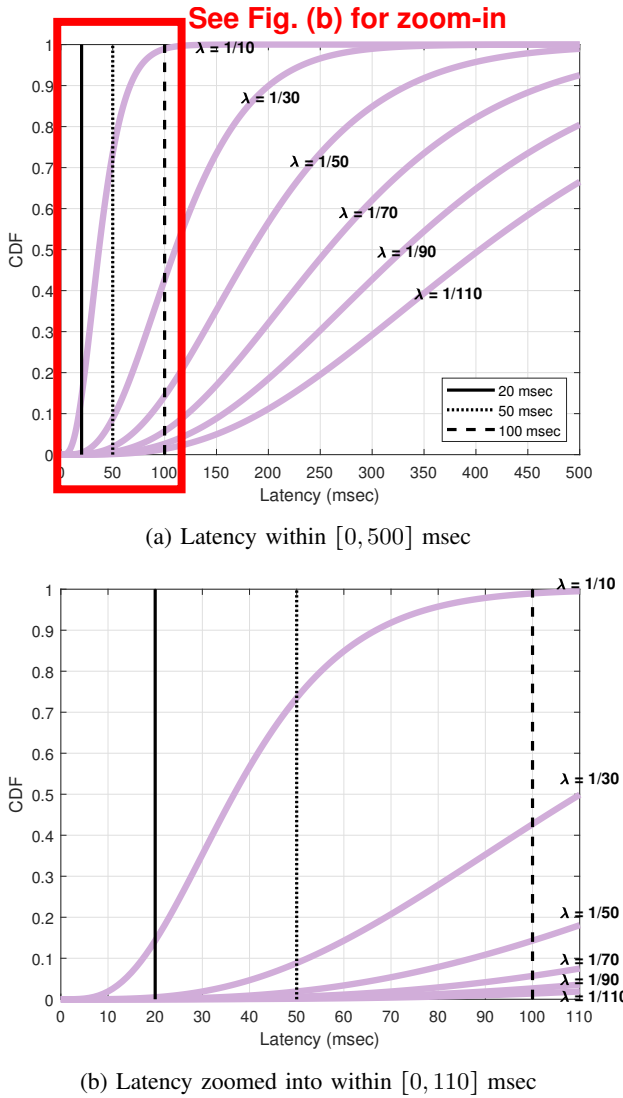 See Fig. (b) for zoom-in
1
0.9
0.8
0.7
0.6
0.5
0.4
0.3
0.2
0.1
0
CDF
λ = 1/10
λ = 1/30
λ = 1/50
λ = 1/70
λ = 1/90
λ = 1/110
20 msec
50 msec
100 msec
0 50 100 150 200 250 300 350 400 450 500
Latency (msec)
(a) Latency within [0, 500] msec
1
0.9
0.8
0.7
0.6
0.5
0.4
0.3
0.2
0.1
0
CDF
λ = 1/10
λ = 1/30
λ = 1/50
λ = 1/70
λ = 1/90
λ = 1/110
0 10 20 30 40 50 60 70 80 90 100 110
Latency (msec)
(b) Latency zoomed into within [0, 110] msec